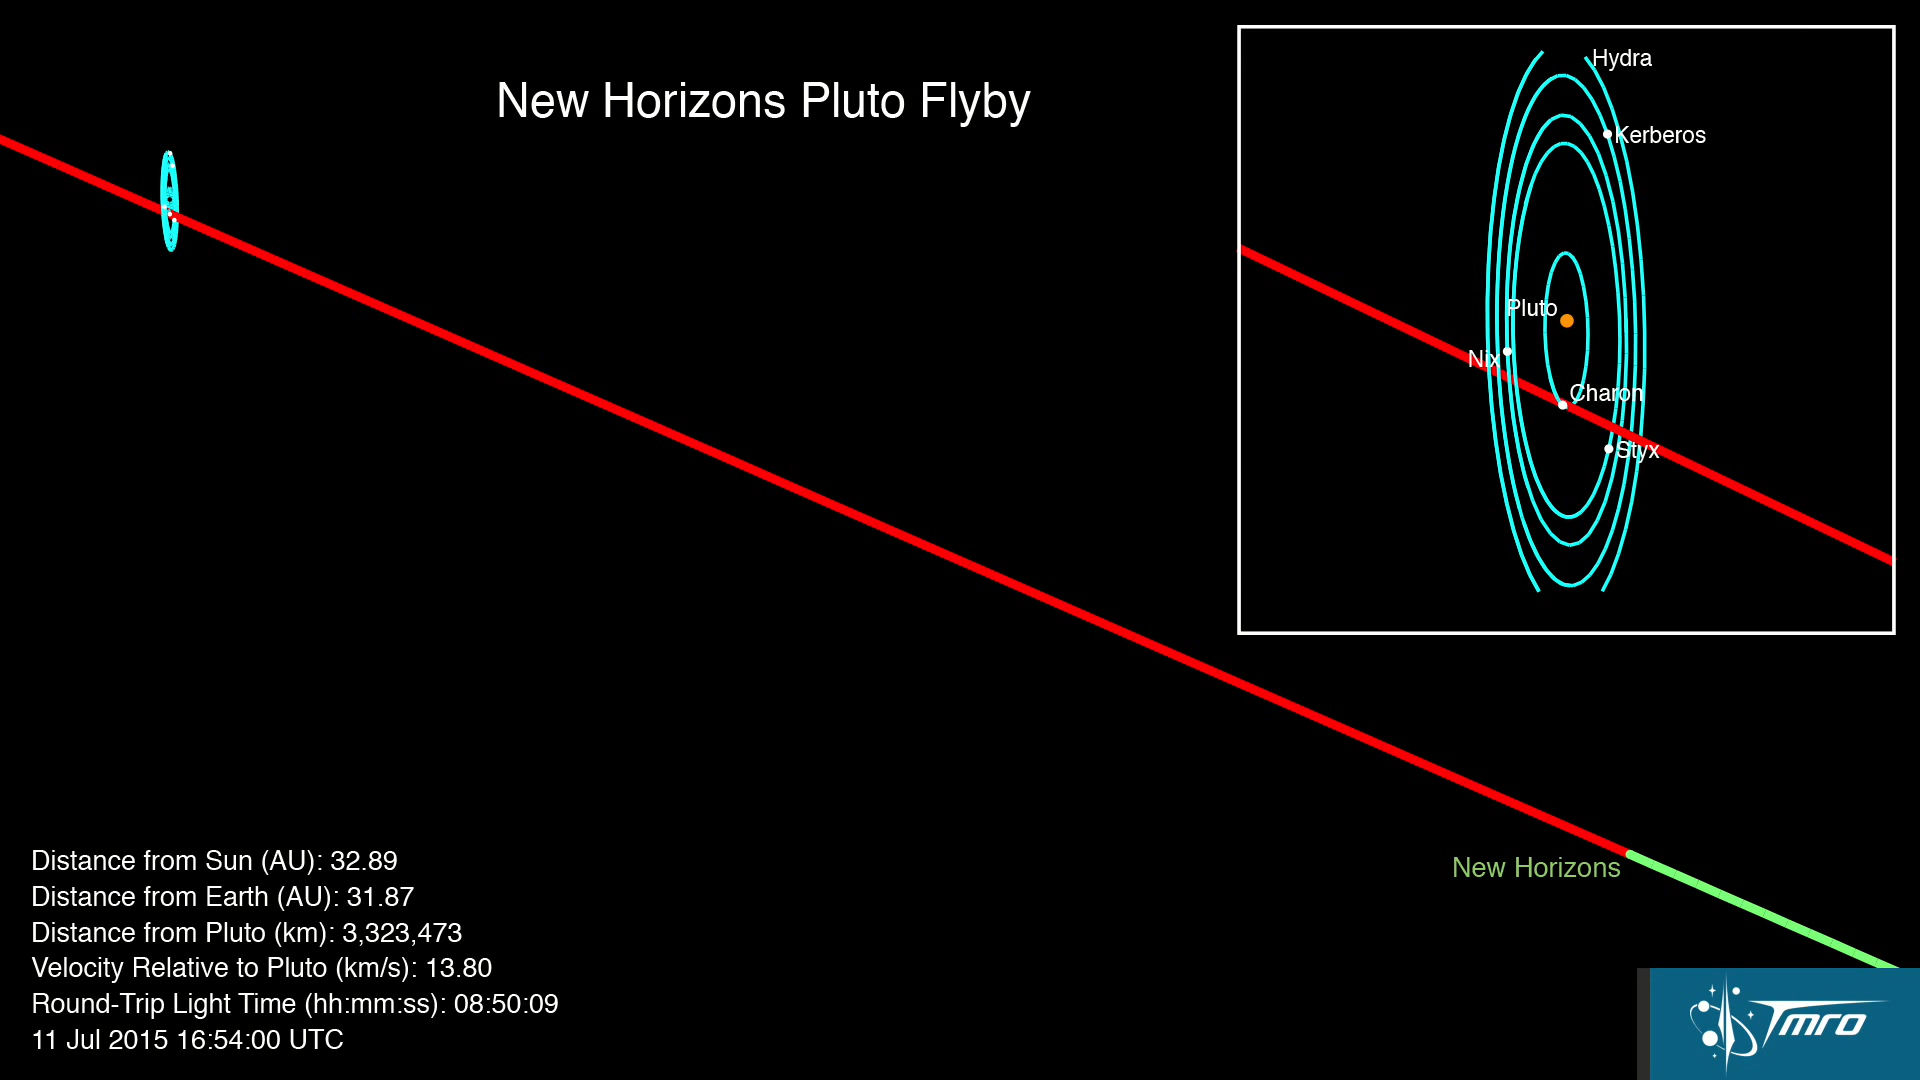 New Horizons Pluto Flyby
Hydra
Kerberos
Pluto
Nix
Charon
Styx
New Horizons
Distance from Sun (AU): 32.89
Distance from Earth (AU): 31.87
Distance from Pluto (km): 3,323,473
Velocity Relative to Pluto (km/s): 13.80
Round-Trip Light Time (hh:mm:ss): 08:50:09
11 Jul 2015 16:54:00 UTC
Tmro